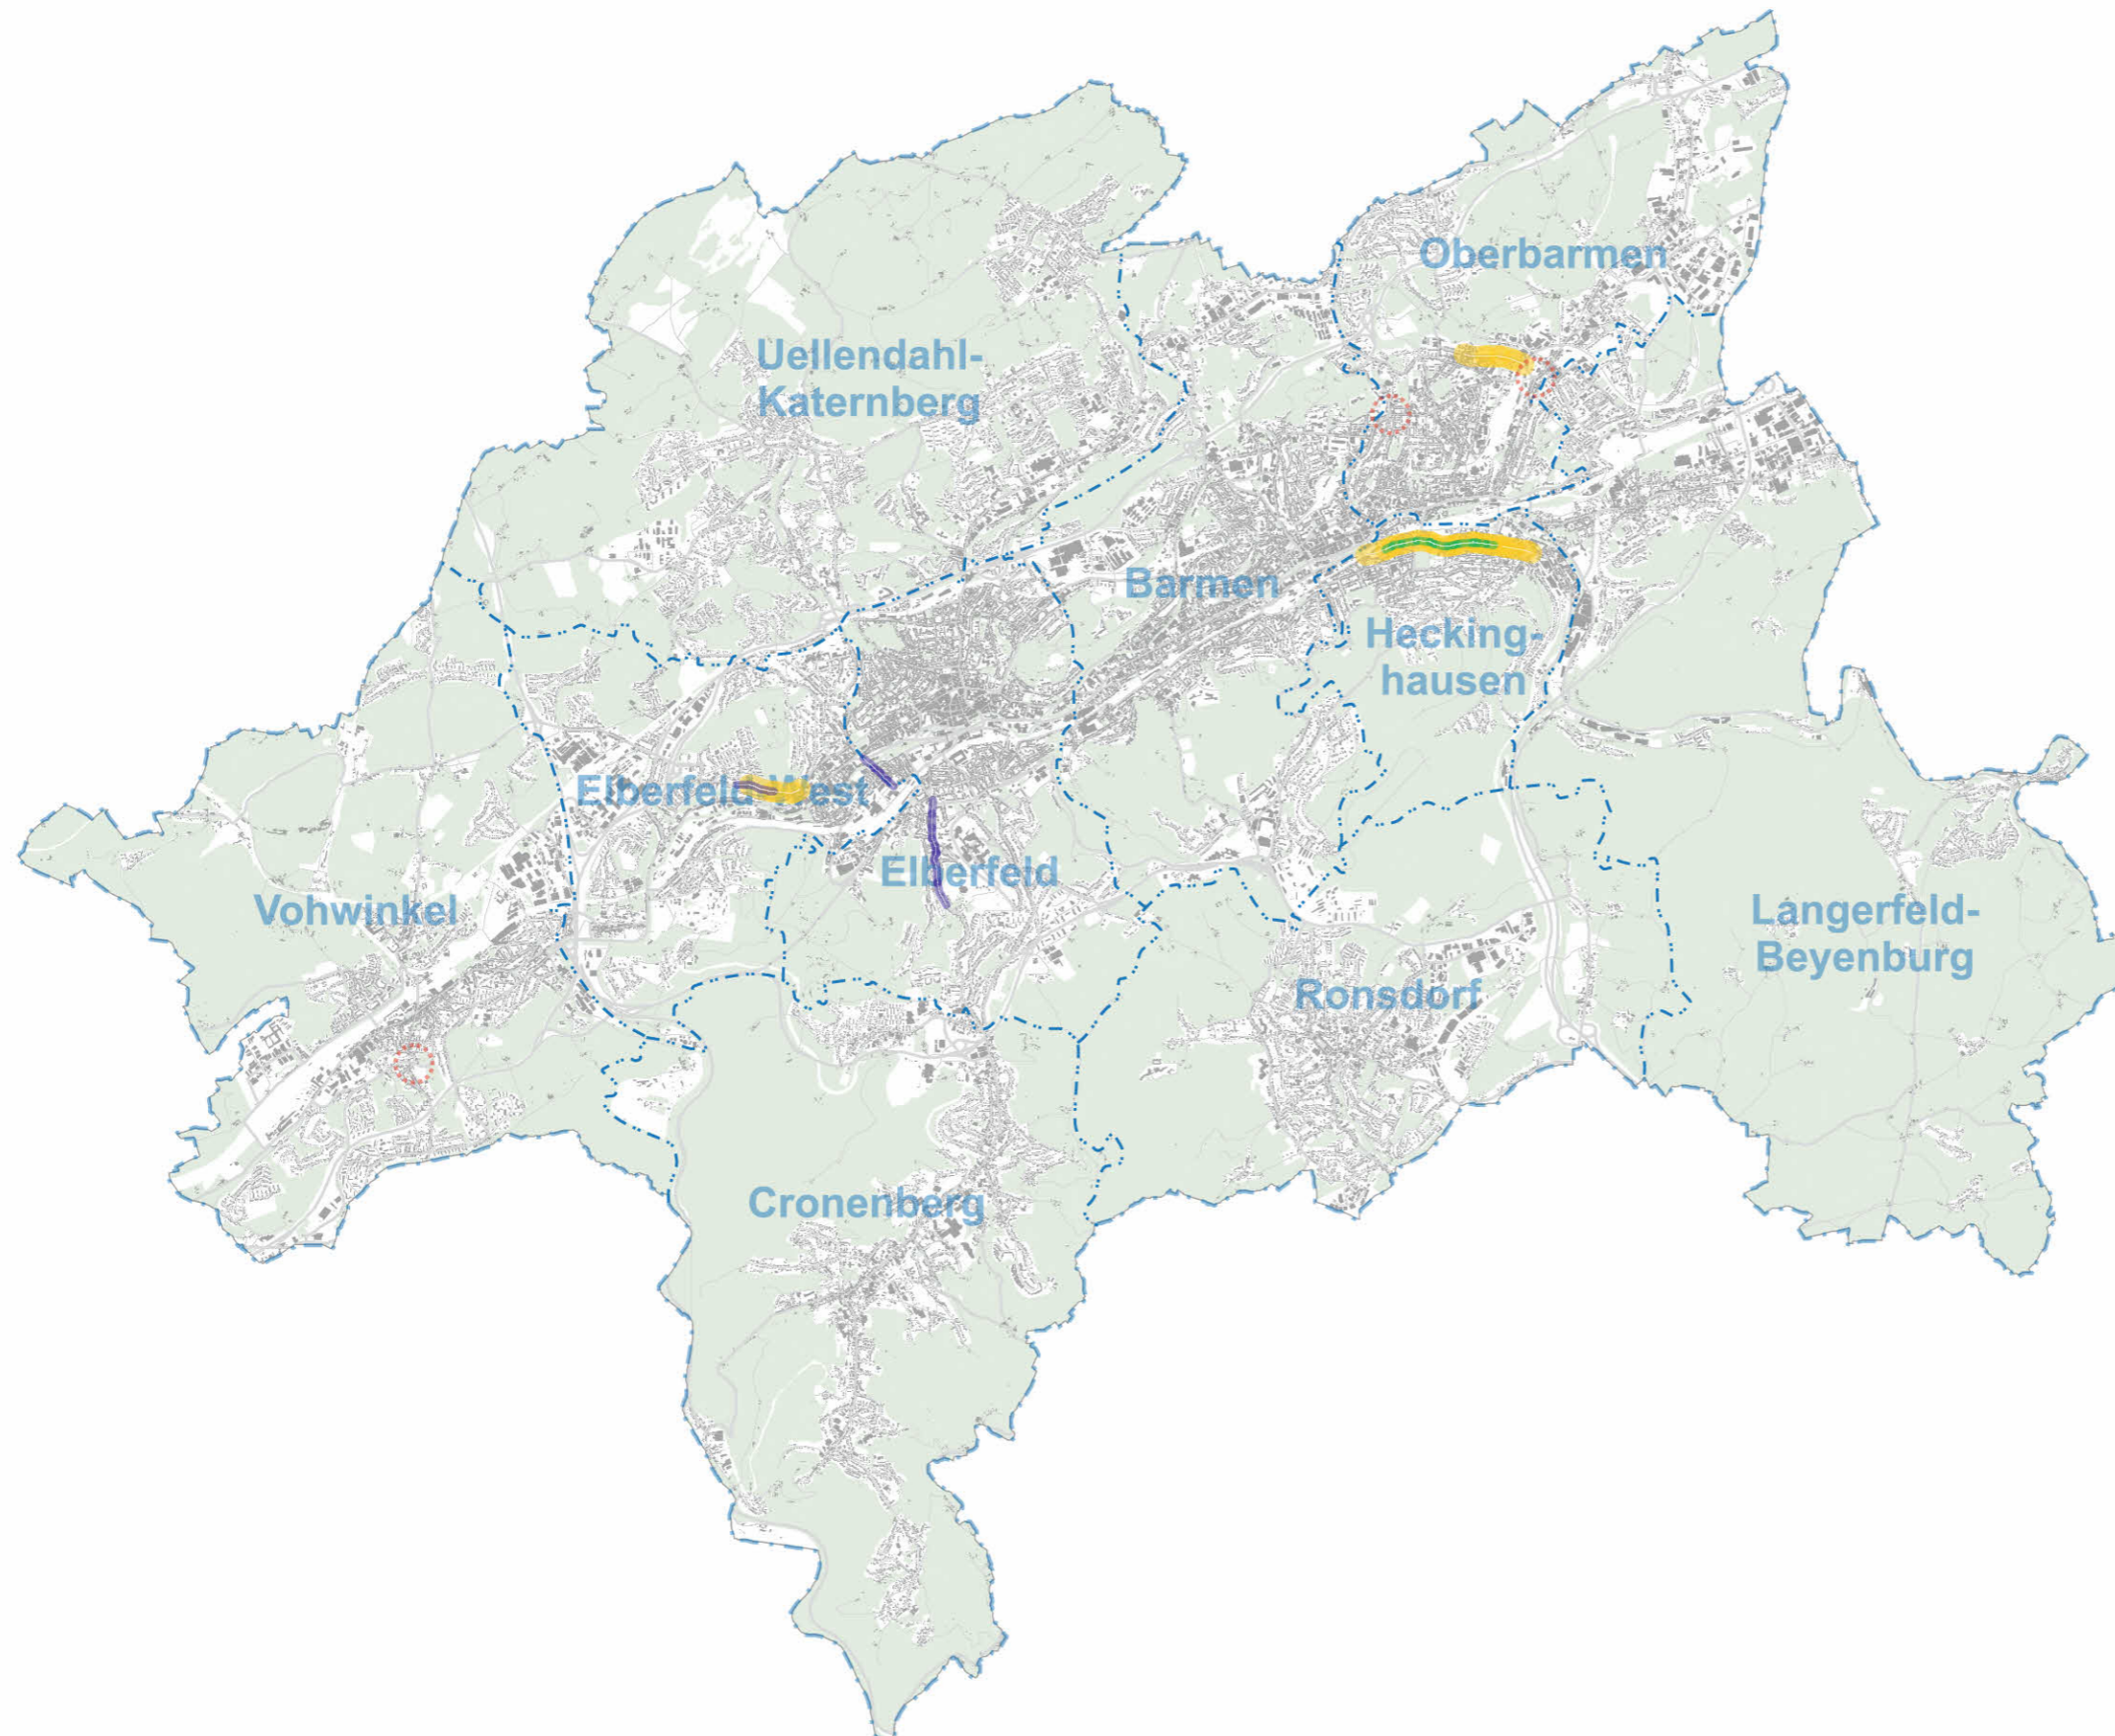 Oberbarmen
Uellendahl-
Katernberg
Barmen
Hecking-
hausen
Elberfeld-West
Elberfeld
Vohwinkel
Langerfeld-
Beyenburg
Ronsdorf
Cronenberg